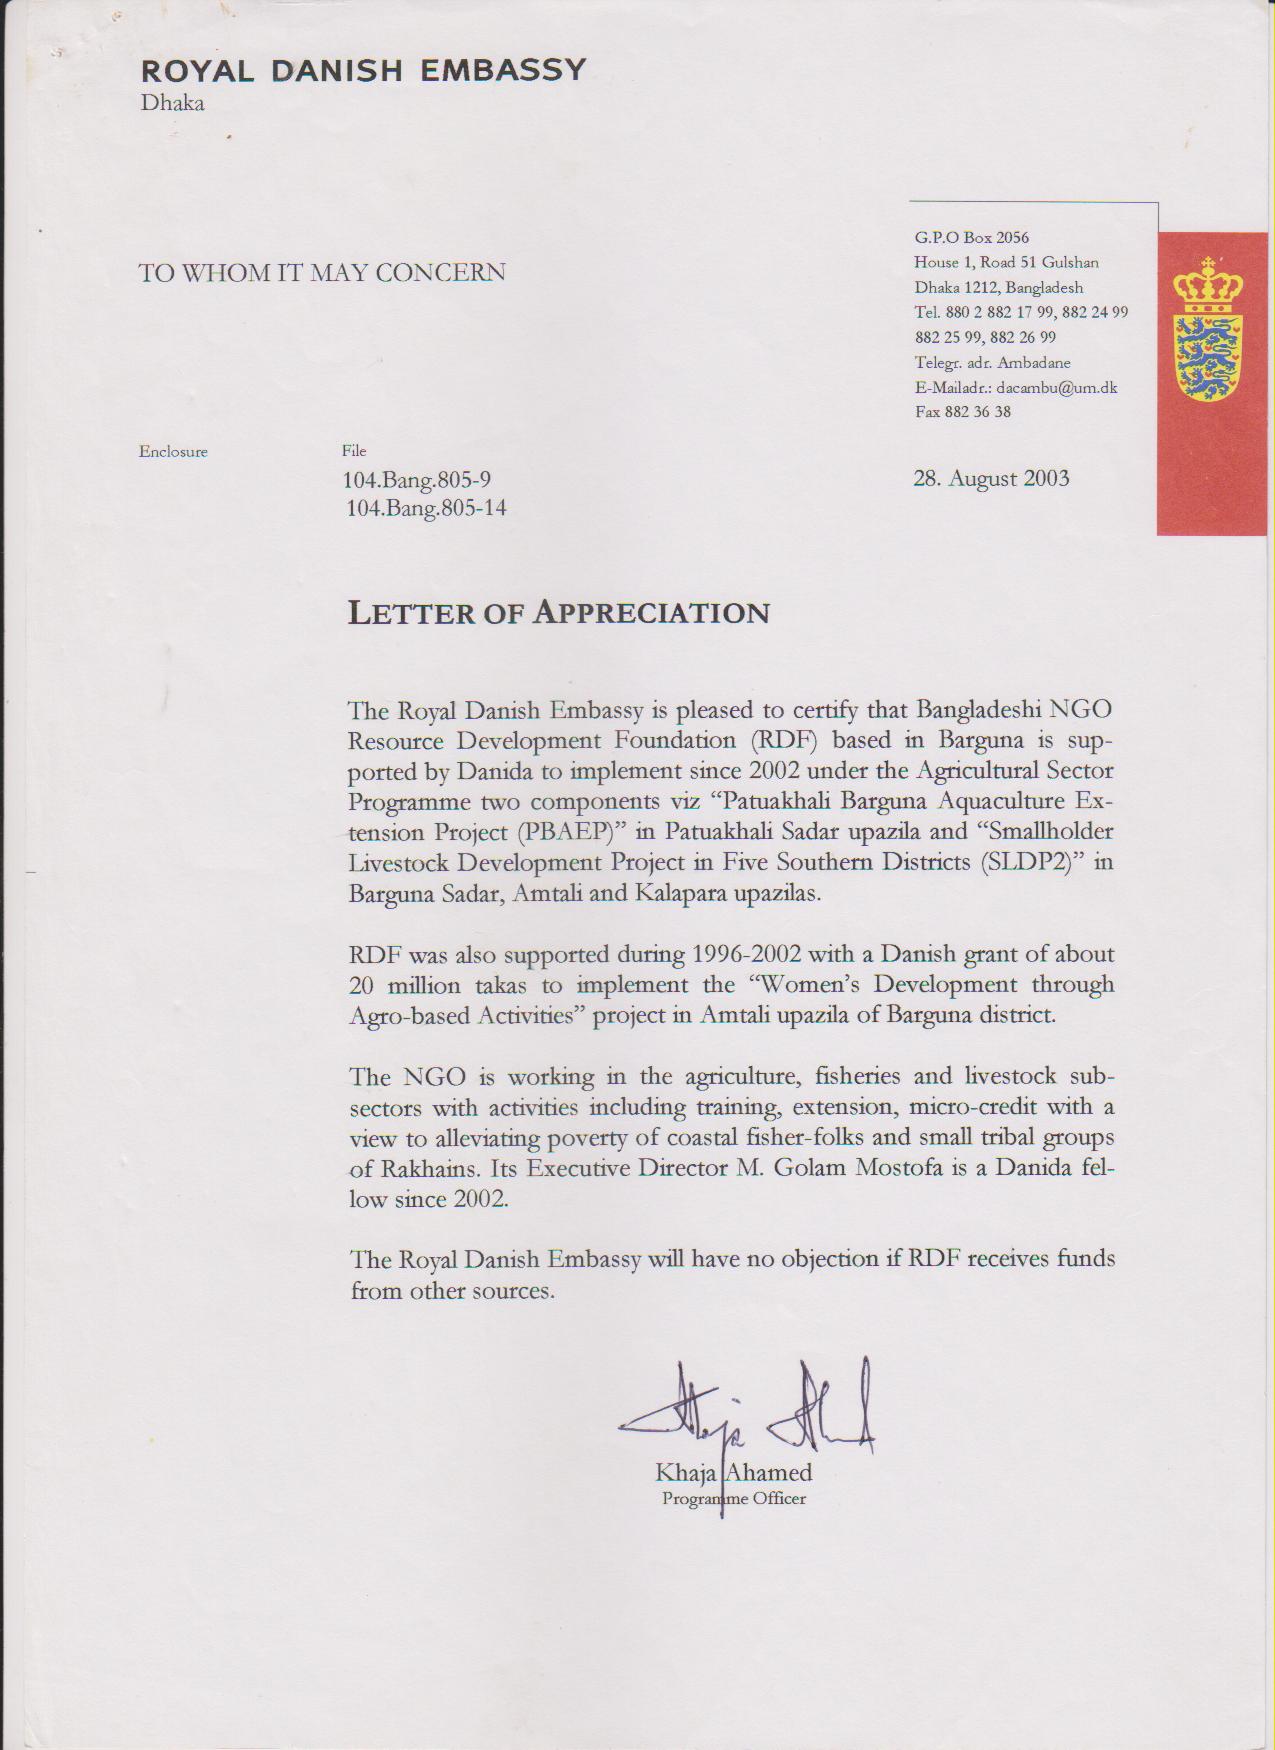 ROYAL DANISH EMBASSY
Dhaka
G.P.O Box 2056
House 1, Road 51 Gulshan
Dhaka 1212, Bangladesh
Tel. 880 2 882 17 99, 882 24 99
882 25 99, 882 26 99
Telegr. adr. Ambadane
E-Mailadr.: dacambu@um.dk
Fax 882 36 38
TO WHOM IT MAY CONCERN
Enclosure
File
104.Bang.805-9
104.Bang.805-14
28. August 2003
LETTER OF APPRECIATION
The Royal Danish Embassy is pleased to certify that Bangladeshi NGO
Resource Development Foundation (RDF) based in Barguna is sup-
ported by Danida to implement since 2002 under the Agricultural Sector
Programme two components viz “Patuakhali Barguna Aquaculture Ex-
tension Project (PBAEP)” in Patuakhali Sadar upazila and “Smallholder
Livestock Development Project in Five Southern Districts (SLDP2)” in
Barguna Sadar, Amtali and Kalapara upazilas.
RDF was also supported during 1996-2002 with a Danish grant of about
20 million takas to implement the “Women’s Development through
Agro-based Activities” project in Amtali upazila of Barguna district.
The NGO is working in the agriculture, fisheries and livestock sub-
sectors with activities including training, extension, micro-credit with a
view to alleviating poverty of coastal fisher-folks and small tribal groups
of Rakhains. Its Executive Director M. Golam Mostofa is a Danida fel-
low since 2002.
The Royal Danish Embassy will have no objection if RDF receives funds
from other sources.
Khaja Ahamed
Programme Officer